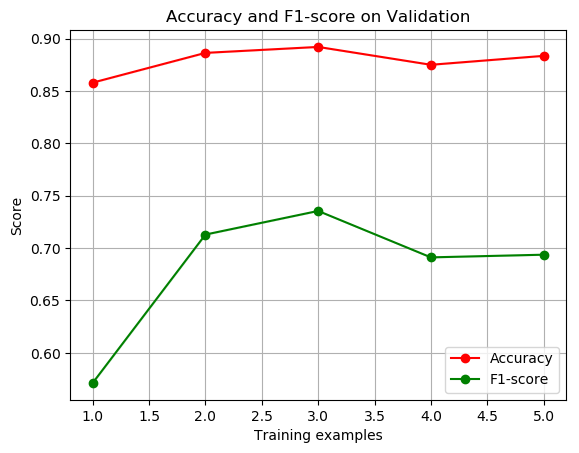 Accuracy and F1-score on Validation
0.90
0.85
0.80
0.75
0.70
0.65
0.60
Score
Accuracy
F1-score
1.0 1.5 2.0 2.5 3.0 3.5 4.0 4.5 5.0
Training examples